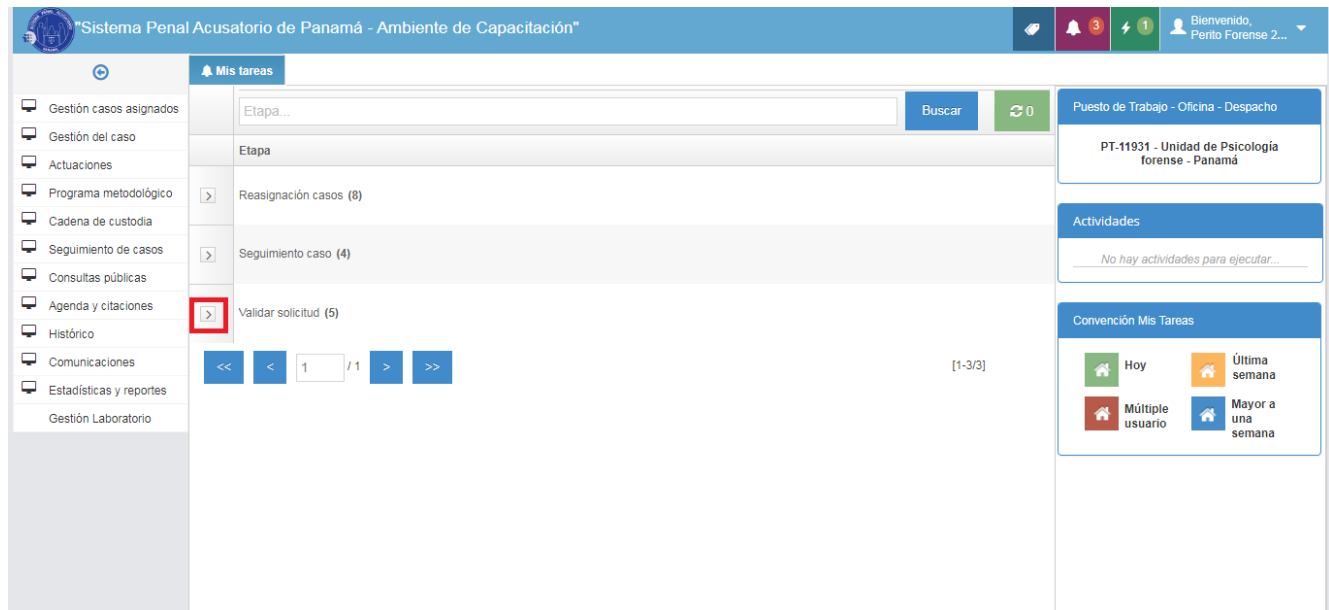 "Sistema Penal Acusatorio de Panamá - Ambiente de Capacitación"
3
1
Bienvenido,
Perito Forense 2...
Mis tareas
Gestión casos asignados
Gestión del caso
Actuaciones
Programa metodológico
Cadena de custodia
Seguimiento de casos
Consultas públicas
Agenda y citaciones
Histórico
Comunicaciones
Estadísticas y reportes
Gestión Laboratorio
Etapa...
Buscar
0
Etapa
> Reasignación casos (8)
> Seguimiento caso (4)
> Validar solicitud (5)
<< < 1 / 1 > >> [1-3/3]
Puesto de Trabajo - Oficina - Despacho
PT-11931 - Unidad de Psicología
forense - Panamá
Actividades
No hay actividades para ejecutar...
Convención Mis Tareas
Hoy
Última
semana
Múltiple
usuario
Mayor a
una
semana